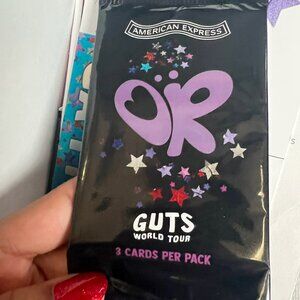 AMERICAN EXPRESS
OR
GUTS
WORLD TOUR
3 CARDS PER PACK